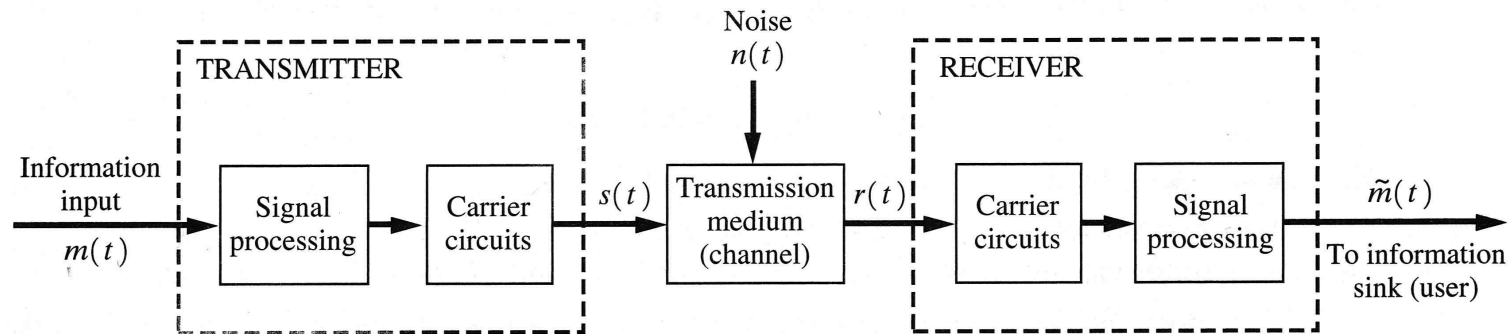 Noise
n(t)
TRANSMITTER
RECEIVER
Information
input
m(t)
Signal
processing
Carrier
circuits
s(t)
Transmission
medium
(channel)
r(t)
Carrier
circuits
Signal
processing
m̃(t)
To information
sink (user)